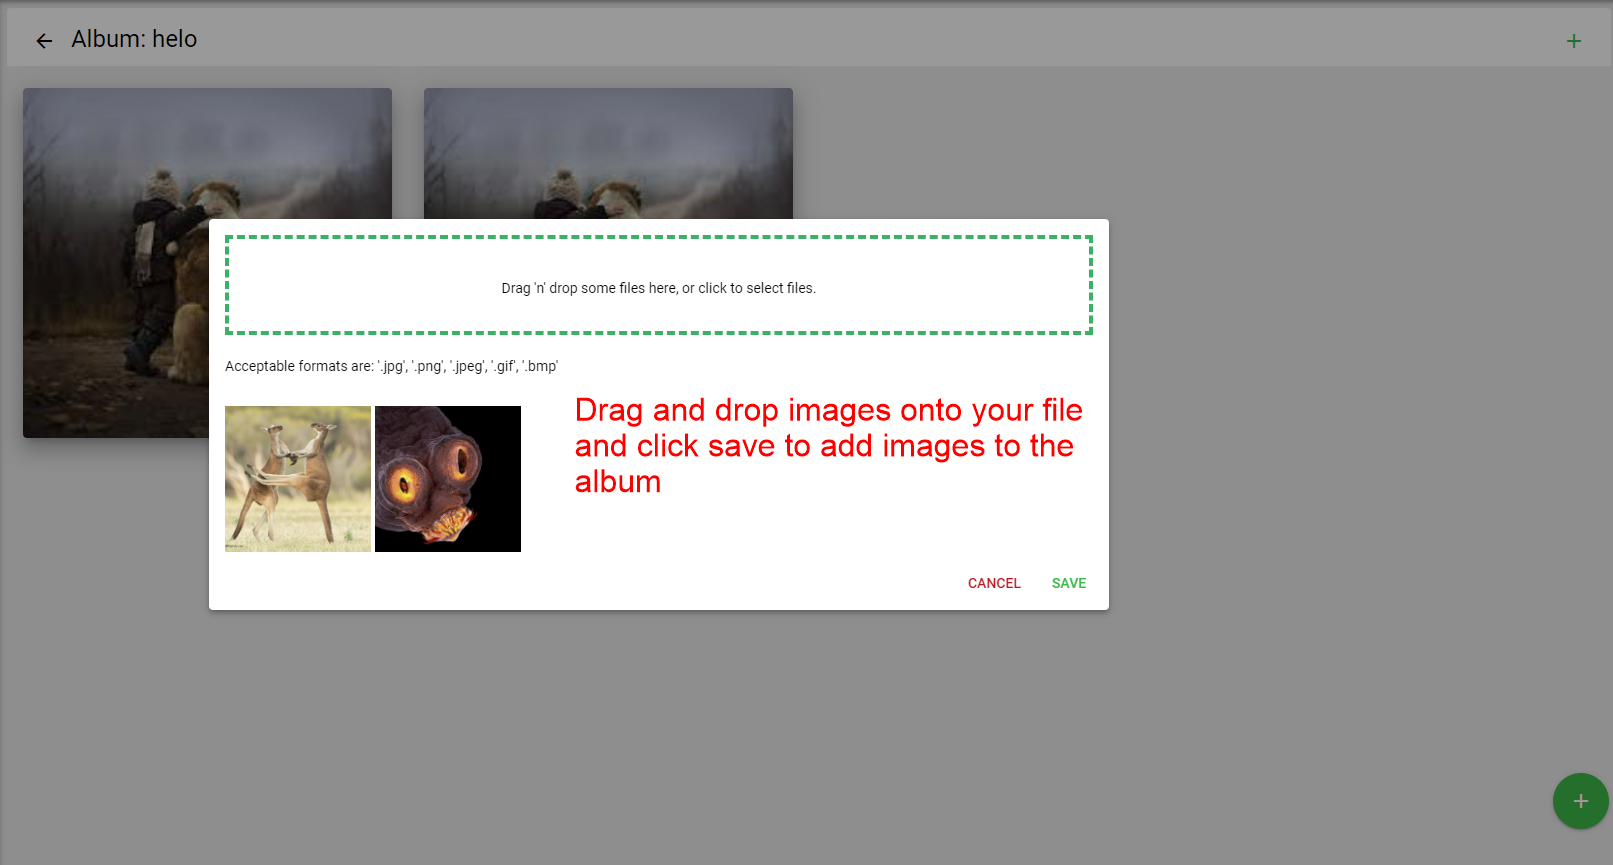 Album: helo
Drag 'n' drop some files here, or click to select files.
Acceptable formats are: '.jpg', '.png', '.jpeg', '.gif', '.bmp'
Drag and drop images onto your file
and click save to add images to the
album
CANCEL SAVE